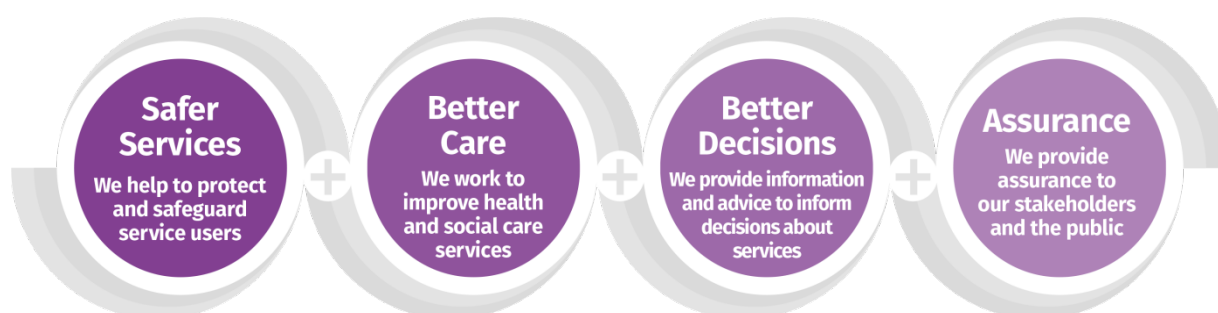 Safer
Services
We help to protect
and safeguard
service users
+
Better
Care
We work to
improve health
and social care
services
+
Better
Decisions
We provide information
and advice to inform
decisions about
services
+
Assurance
We provide
assurance to
our stakeholders
and the public